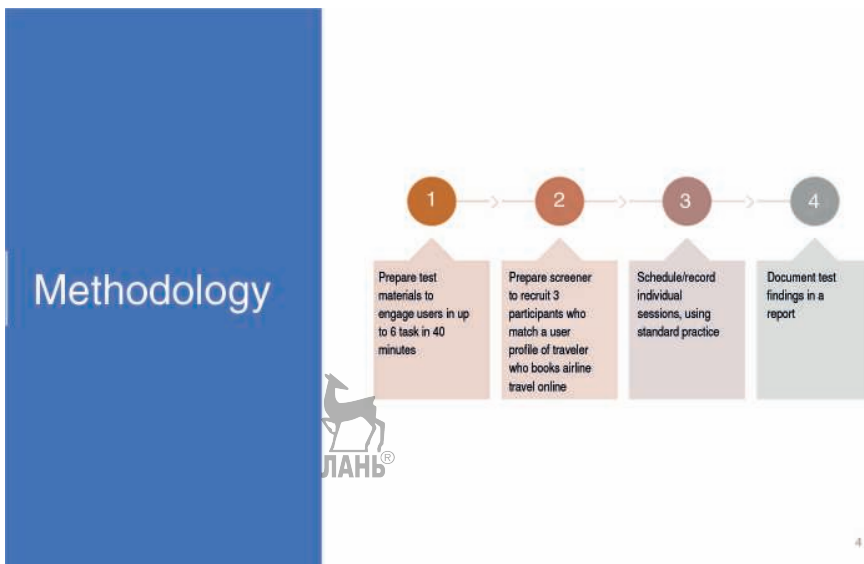 Methodology
1
2
3
4
Prepare test
materials to
engage users in up
to 6 task in 40
minutes
Prepare screener
to recruit 3
participants who
match a user
profile of traveler
who books airline
travel online
Schedule/record
individual
sessions, using
standard practice
Document test
findings in a
report
ЛАНЬ®
4